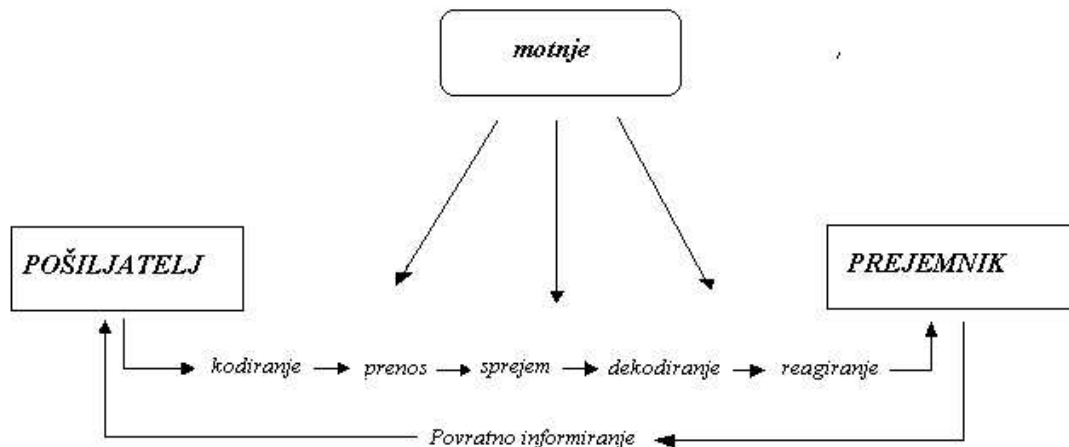 motnje
POŠILJATELJ
PREJEMNIK
kodiranje prenos sprejem dekodiranje reagiranje
Povratno informiranje